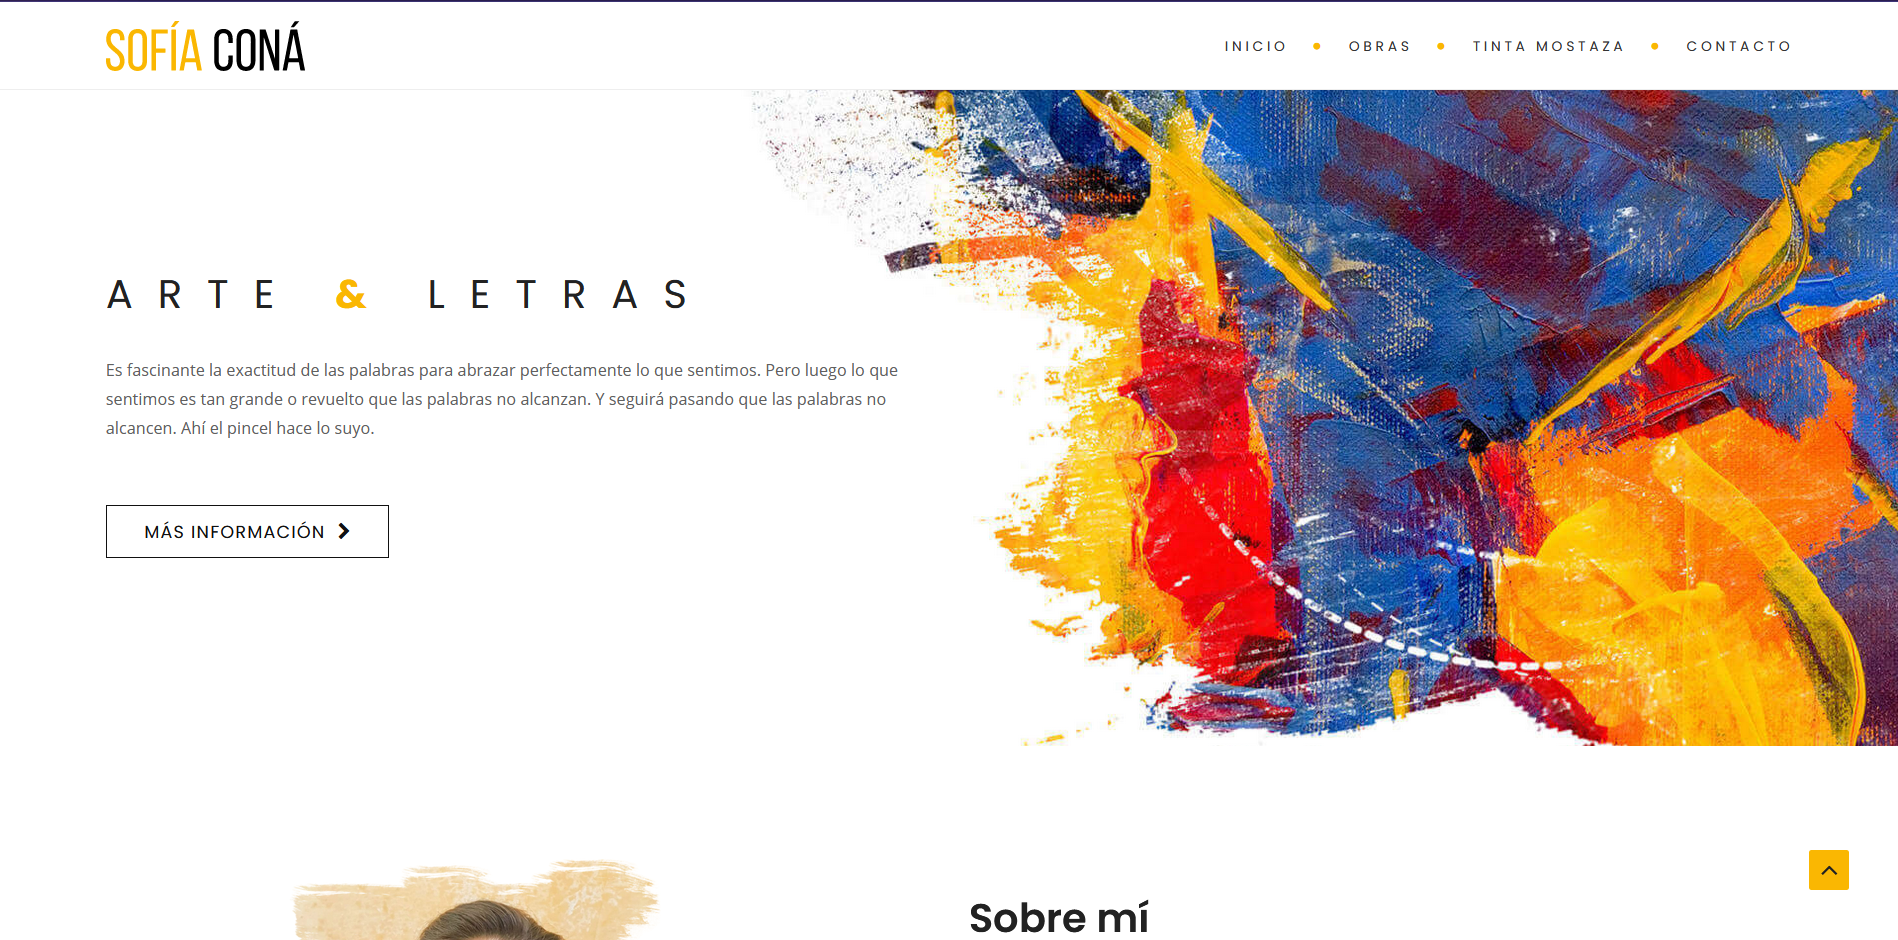 SOFÍA CONÁ
INICIO
OBRAS
TINTA MOSTAZA
CONTACTO
ARTE & LETRAS
Es fascinante la exactitud de las palabras para abrazar perfectamente lo que sentimos. Pero luego lo que
sentimos es tan grande o revuelto que las palabras no alcanzan. Y seguirá pasando que las palabras no
alcancen. Ahí el pincel hace lo suyo.
MÁS INFORMACIÓN
Sobre mí